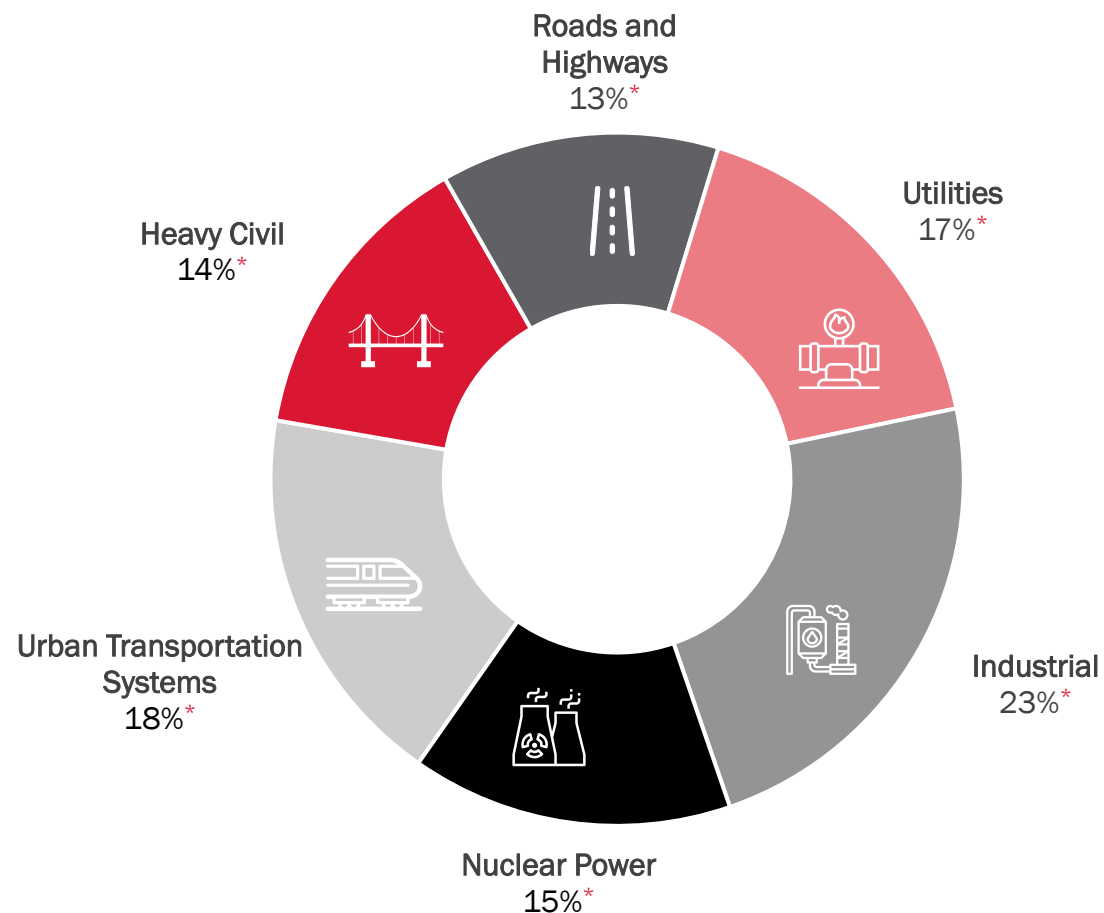 Roads and
Highways
13%*
Utilities
17%*
Heavy Civil
14%*
Urban Transportation
Systems
18%*
Industrial
23%*
Nuclear Power
15%*